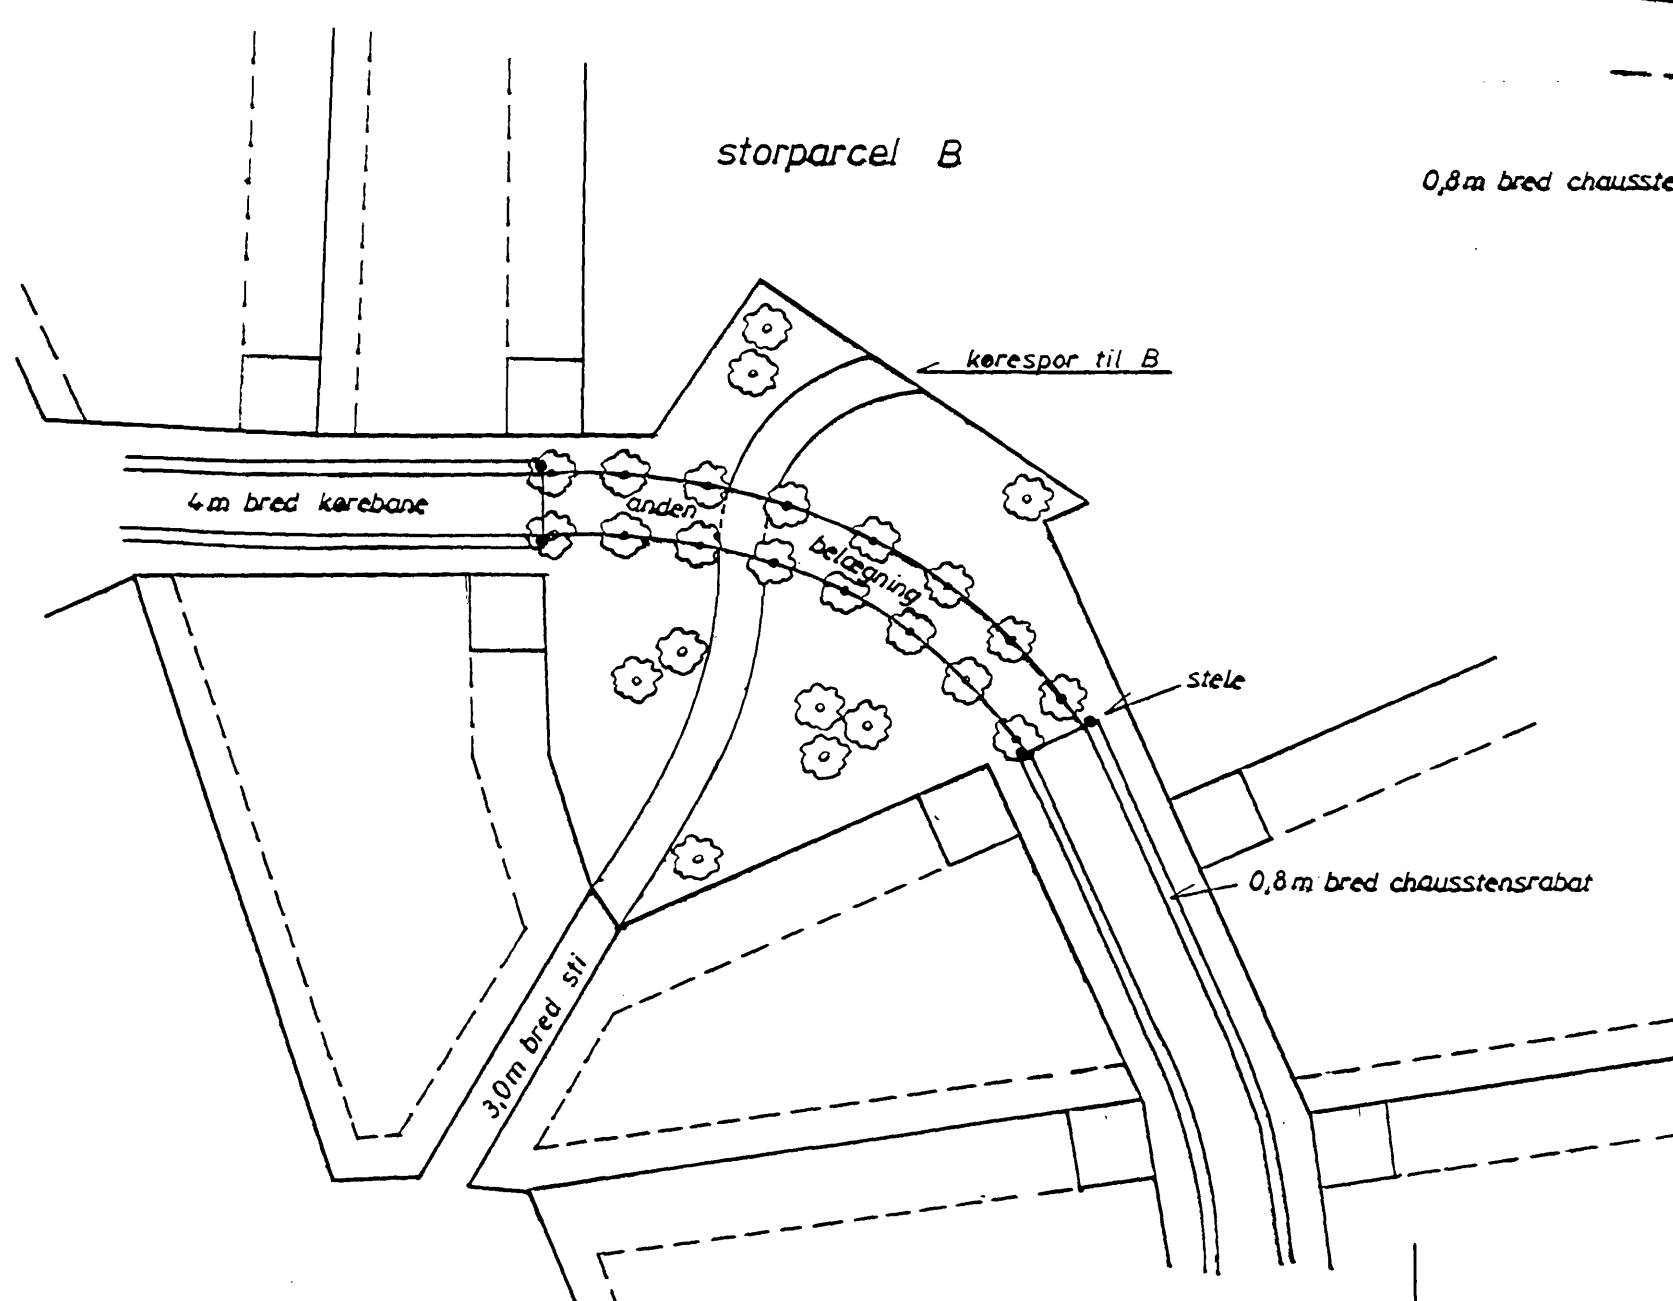 storparcel B
0,8m bred chausste
kørespor til B
4m bred kørebane
anden
belægning
stele
0,8m bred chausstensrabat
3,0m bred sti